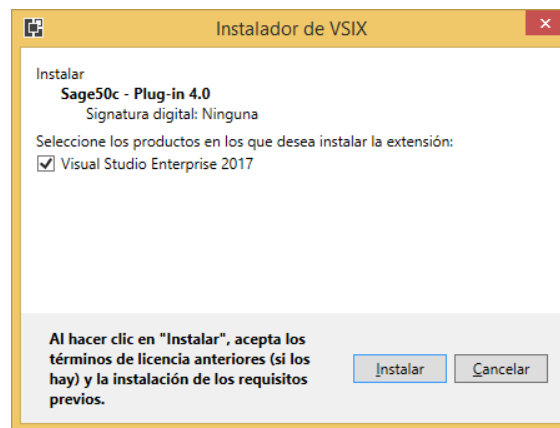 Instalador de VSIX
Instalar
Sage50c - Plug-in 4.0
Signatura digital: Ninguna
Seleccione los productos en los que desea instalar la extensión:
Visual Studio Enterprise 2017
Al hacer clic en "Instalar", acepta los
términos de licencia anteriores (si los
hay) y la instalación de los requisitos
previos.
Instalar
Cancelar